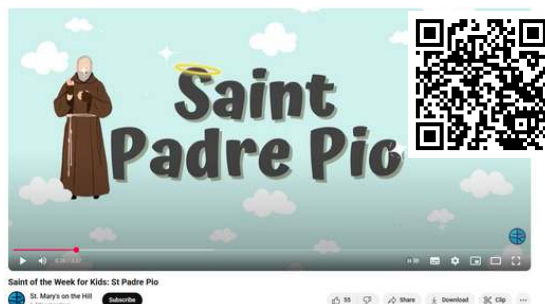 Saint
Padre Pio
Saint of the Week for Kids: St Padre Pio
St. Mary's on the Hill
Subscribe
55
Share
Download
Clip
...